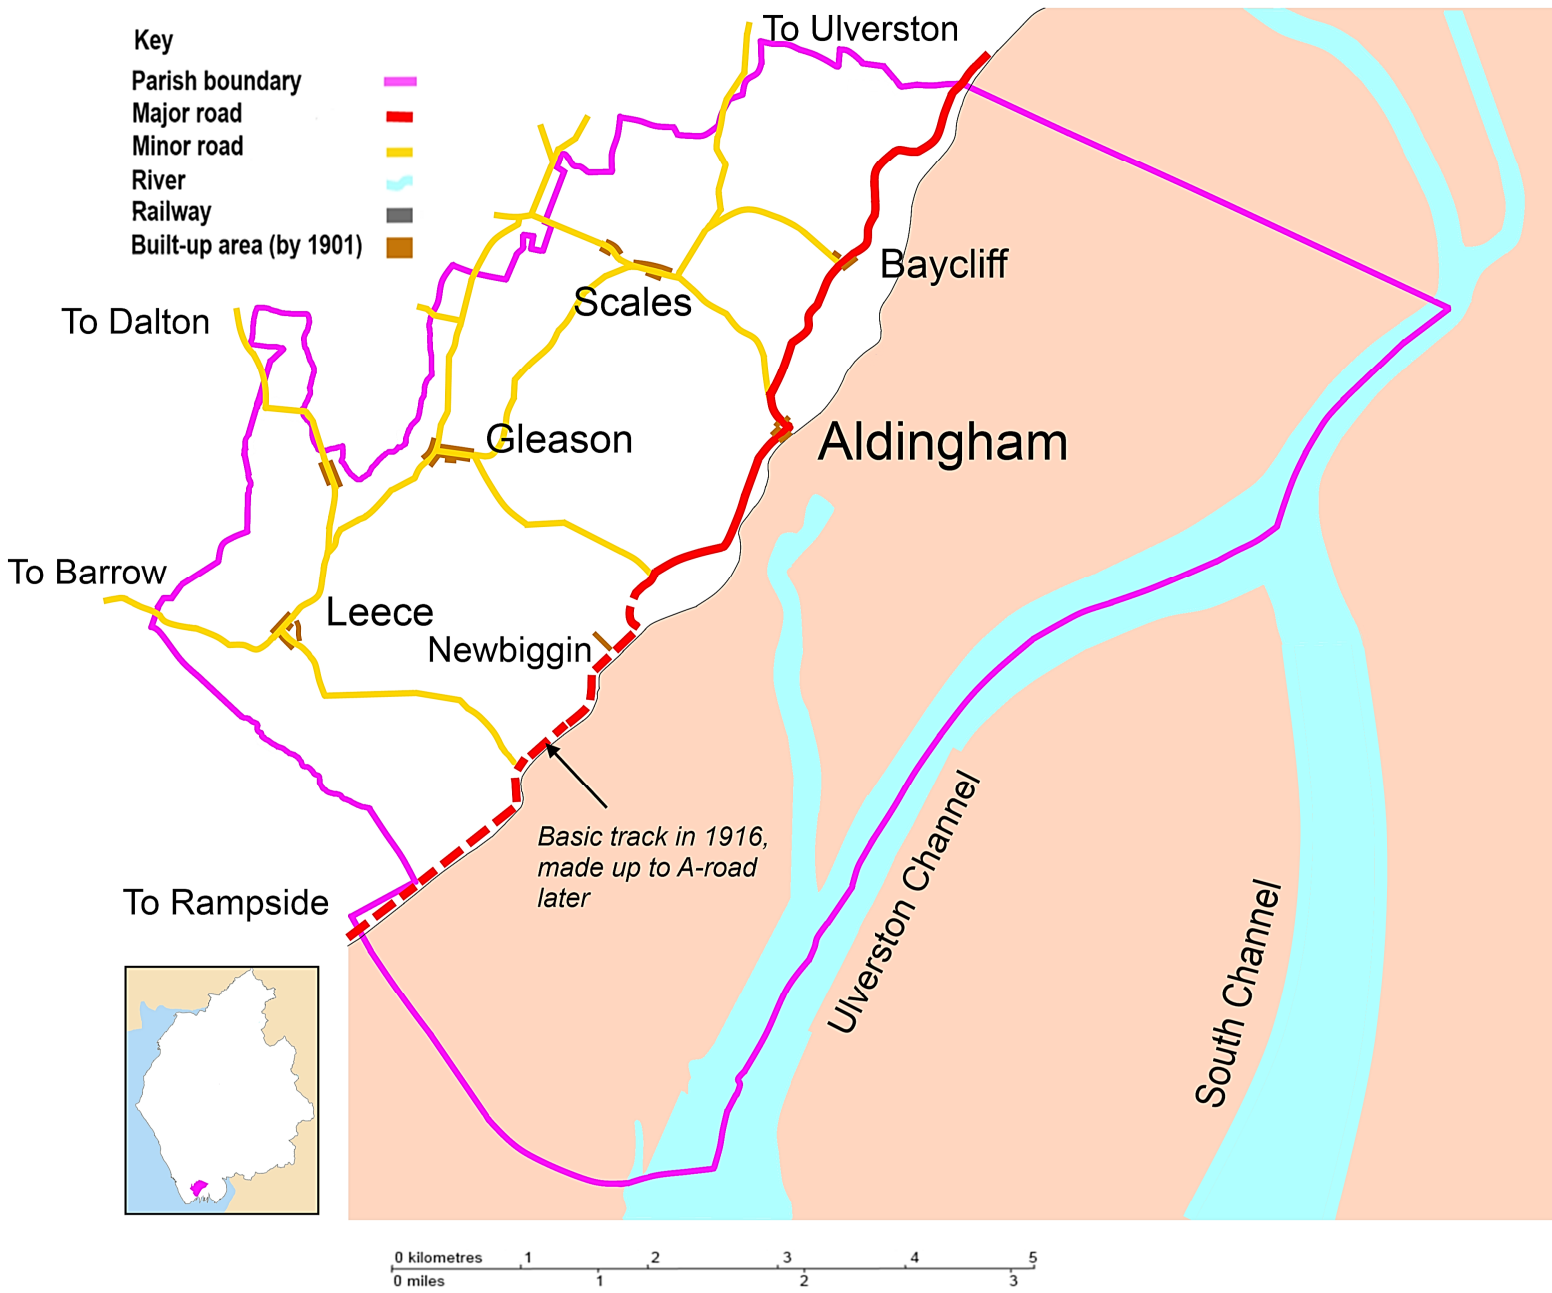 To Ulverston
Key
Parish boundary
Major road
Minor road
River
Railway
Built-up area (by 1901)
Baycliff
Scales
To Dalton
Gleason
Aldingham
To Barrow
Leece
Newbiggin
Basic track in 1916,
made up to A-road
later
To Rampside
Ulverston Channel
South Channel
0 kilometres 1 2 3 4 5
0 miles 1 2 3